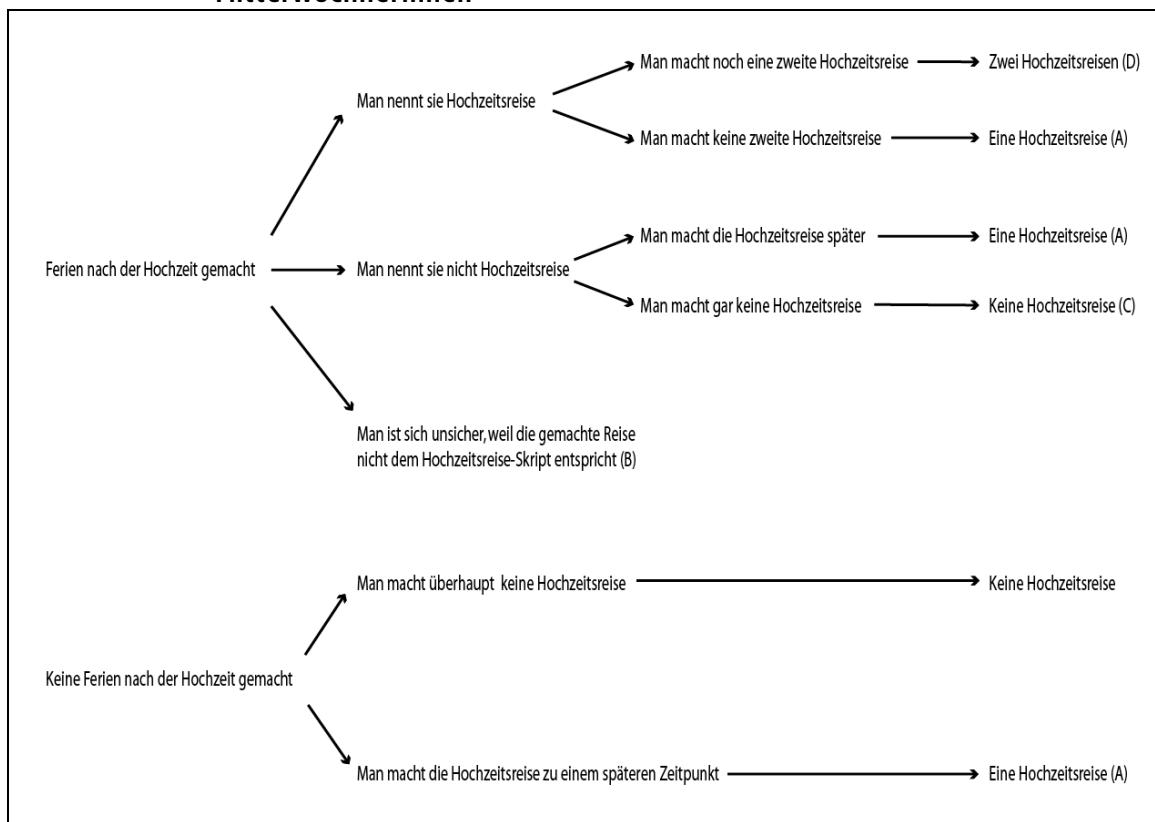 Man macht noch eine zweite Hochzeitsreise
Zwei Hochzeitsreisen (D)
Man nennt sie Hochzeitsreise
Man macht keine zweite Hochzeitsreise
Eine Hochzeitsreise (A)
Man macht die Hochzeitsreise später
Eine Hochzeitsreise (A)
Ferien nach der Hochzeit gemacht
Man nennt sie nicht Hochzeitsreise
Man macht gar keine Hochzeitsreise
Keine Hochzeitsreise (C)
Man ist sich unsicher, weil die gemachte Reise
nicht dem Hochzeitsreise-Skript entspricht (B)
Man macht überhaupt keine Hochzeitsreise
Keine Hochzeitsreise
Keine Ferien nach der Hochzeit gemacht
Man macht die Hochzeitsreise zu einem späteren Zeitpunkt
Eine Hochzeitsreise (A)